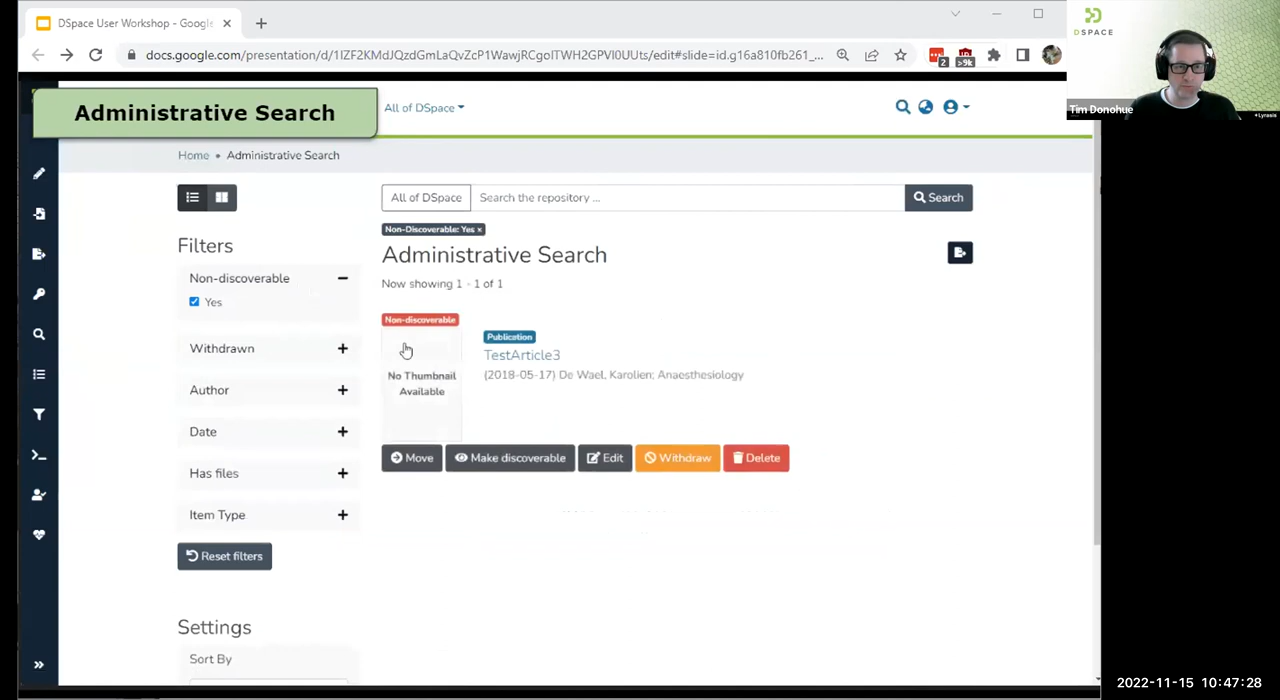 DSpace User Workshop - Googl
docs.google.com/presentation/d/1IZF2KMdJQzdGmLaQvZcP1WawjRCgoITWH2GPVI0UUts/edit#slide=id.g16a810fb261_...
2
>9k
DSPACE
Tim Donohue
Lyrasis
Administrative Search
All of DSpace
Home • Administrative Search
All of DSpace
Search the repository ...
Search
Non-Discoverable: Yes ×
Administrative Search
Now showing 1 - 1 of 1
Filters
Non-discoverable
Yes
Withdrawn
Author
Date
Has files
Item Type
Reset filters
Settings
Sort By
Non-discoverable
No Thumbnail
Available
Publication
TestArticle3
(2018-05-17) De Wael, Karolien; Anaesthesiology
Move
Make discoverable
Edit
Withdraw
Delete
2022-11-15 10:47:28